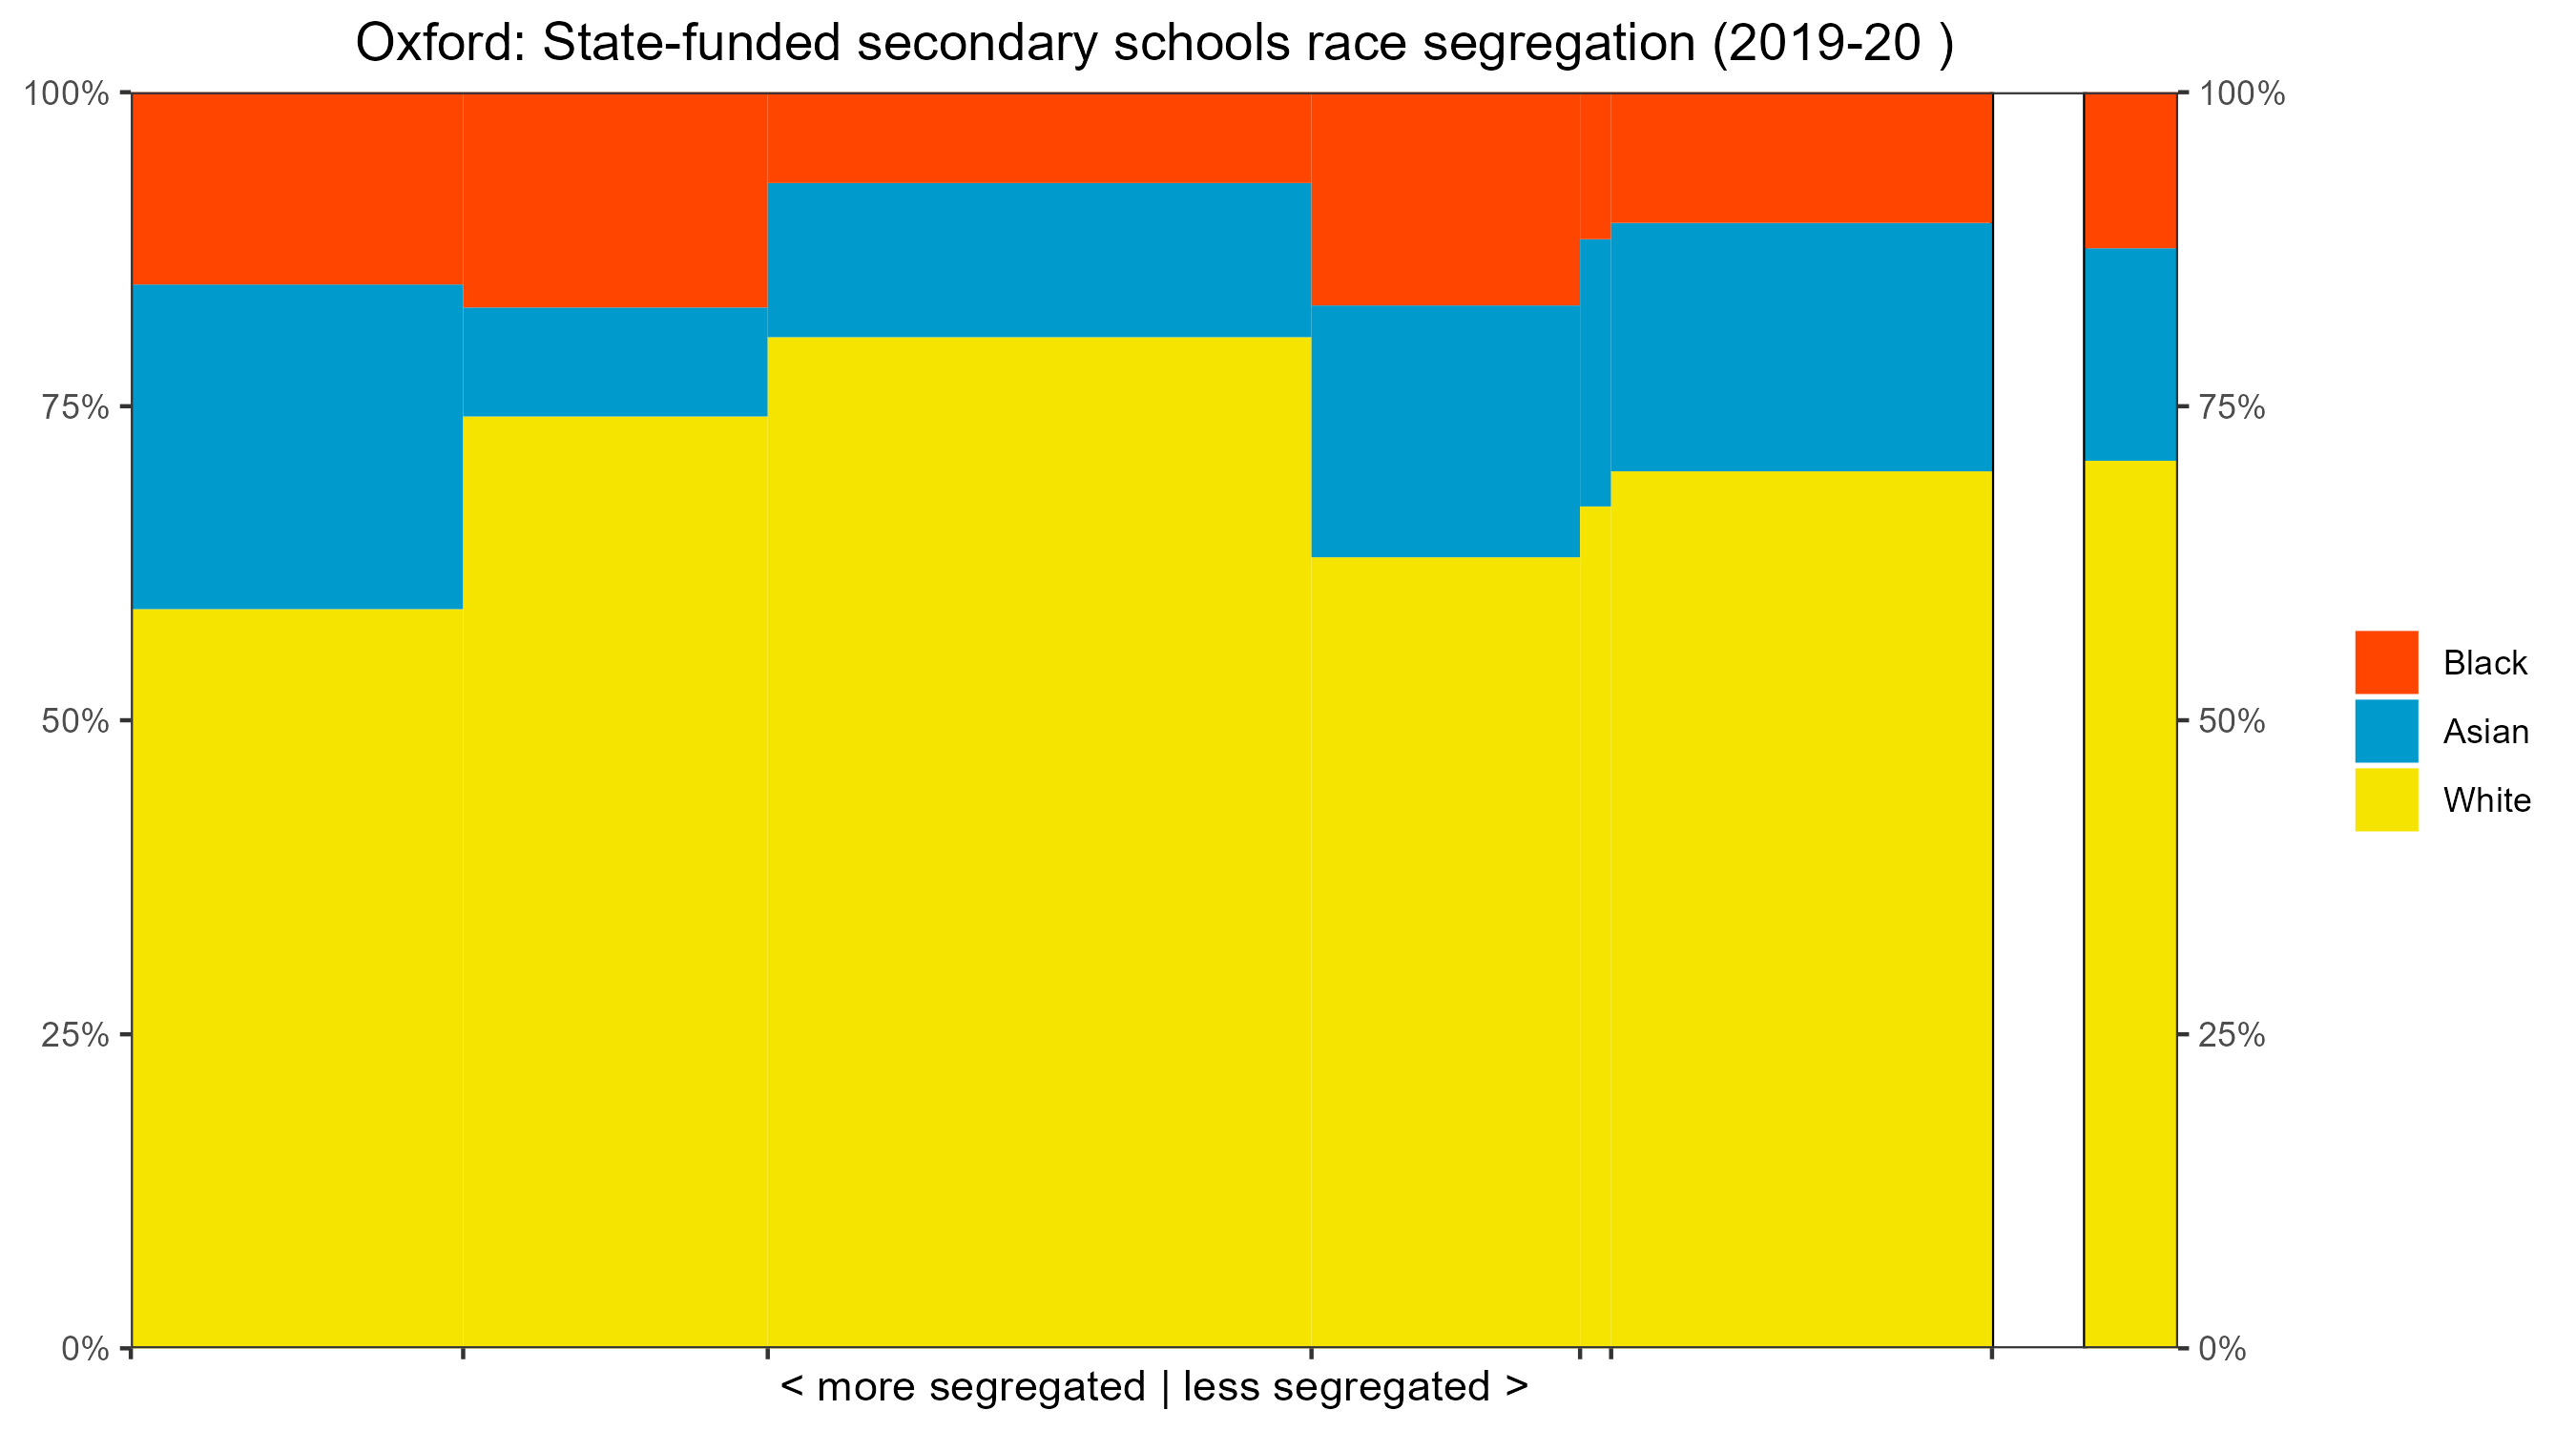 Oxford: State-funded secondary schools race segregation (2019-20 )
100%
100%
75%
75%
50%
50%
25%
25%
0%
0%
Black
Asian
White
< more segregated | less segregated >